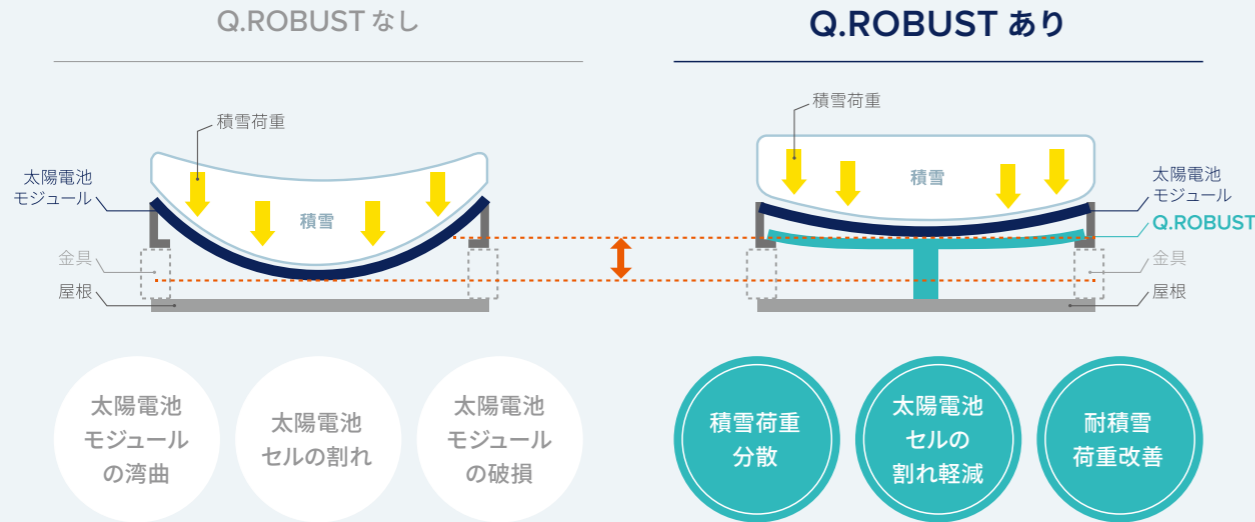 Q.ROBUST なし
積雪荷重
太陽電池
モジュール
積雪
金具
屋根
太陽電池
モジュール
の湾曲
太陽電池
セルの割れ
太陽電池
モジュール
の破損
Q.ROBUST あり
積雪荷重
積雪
太陽電池
モジュール
Q.ROBUST
金具
屋根
積雪荷重
分散
太陽電池
セルの
割れ軽減
耐積雪
荷重改善